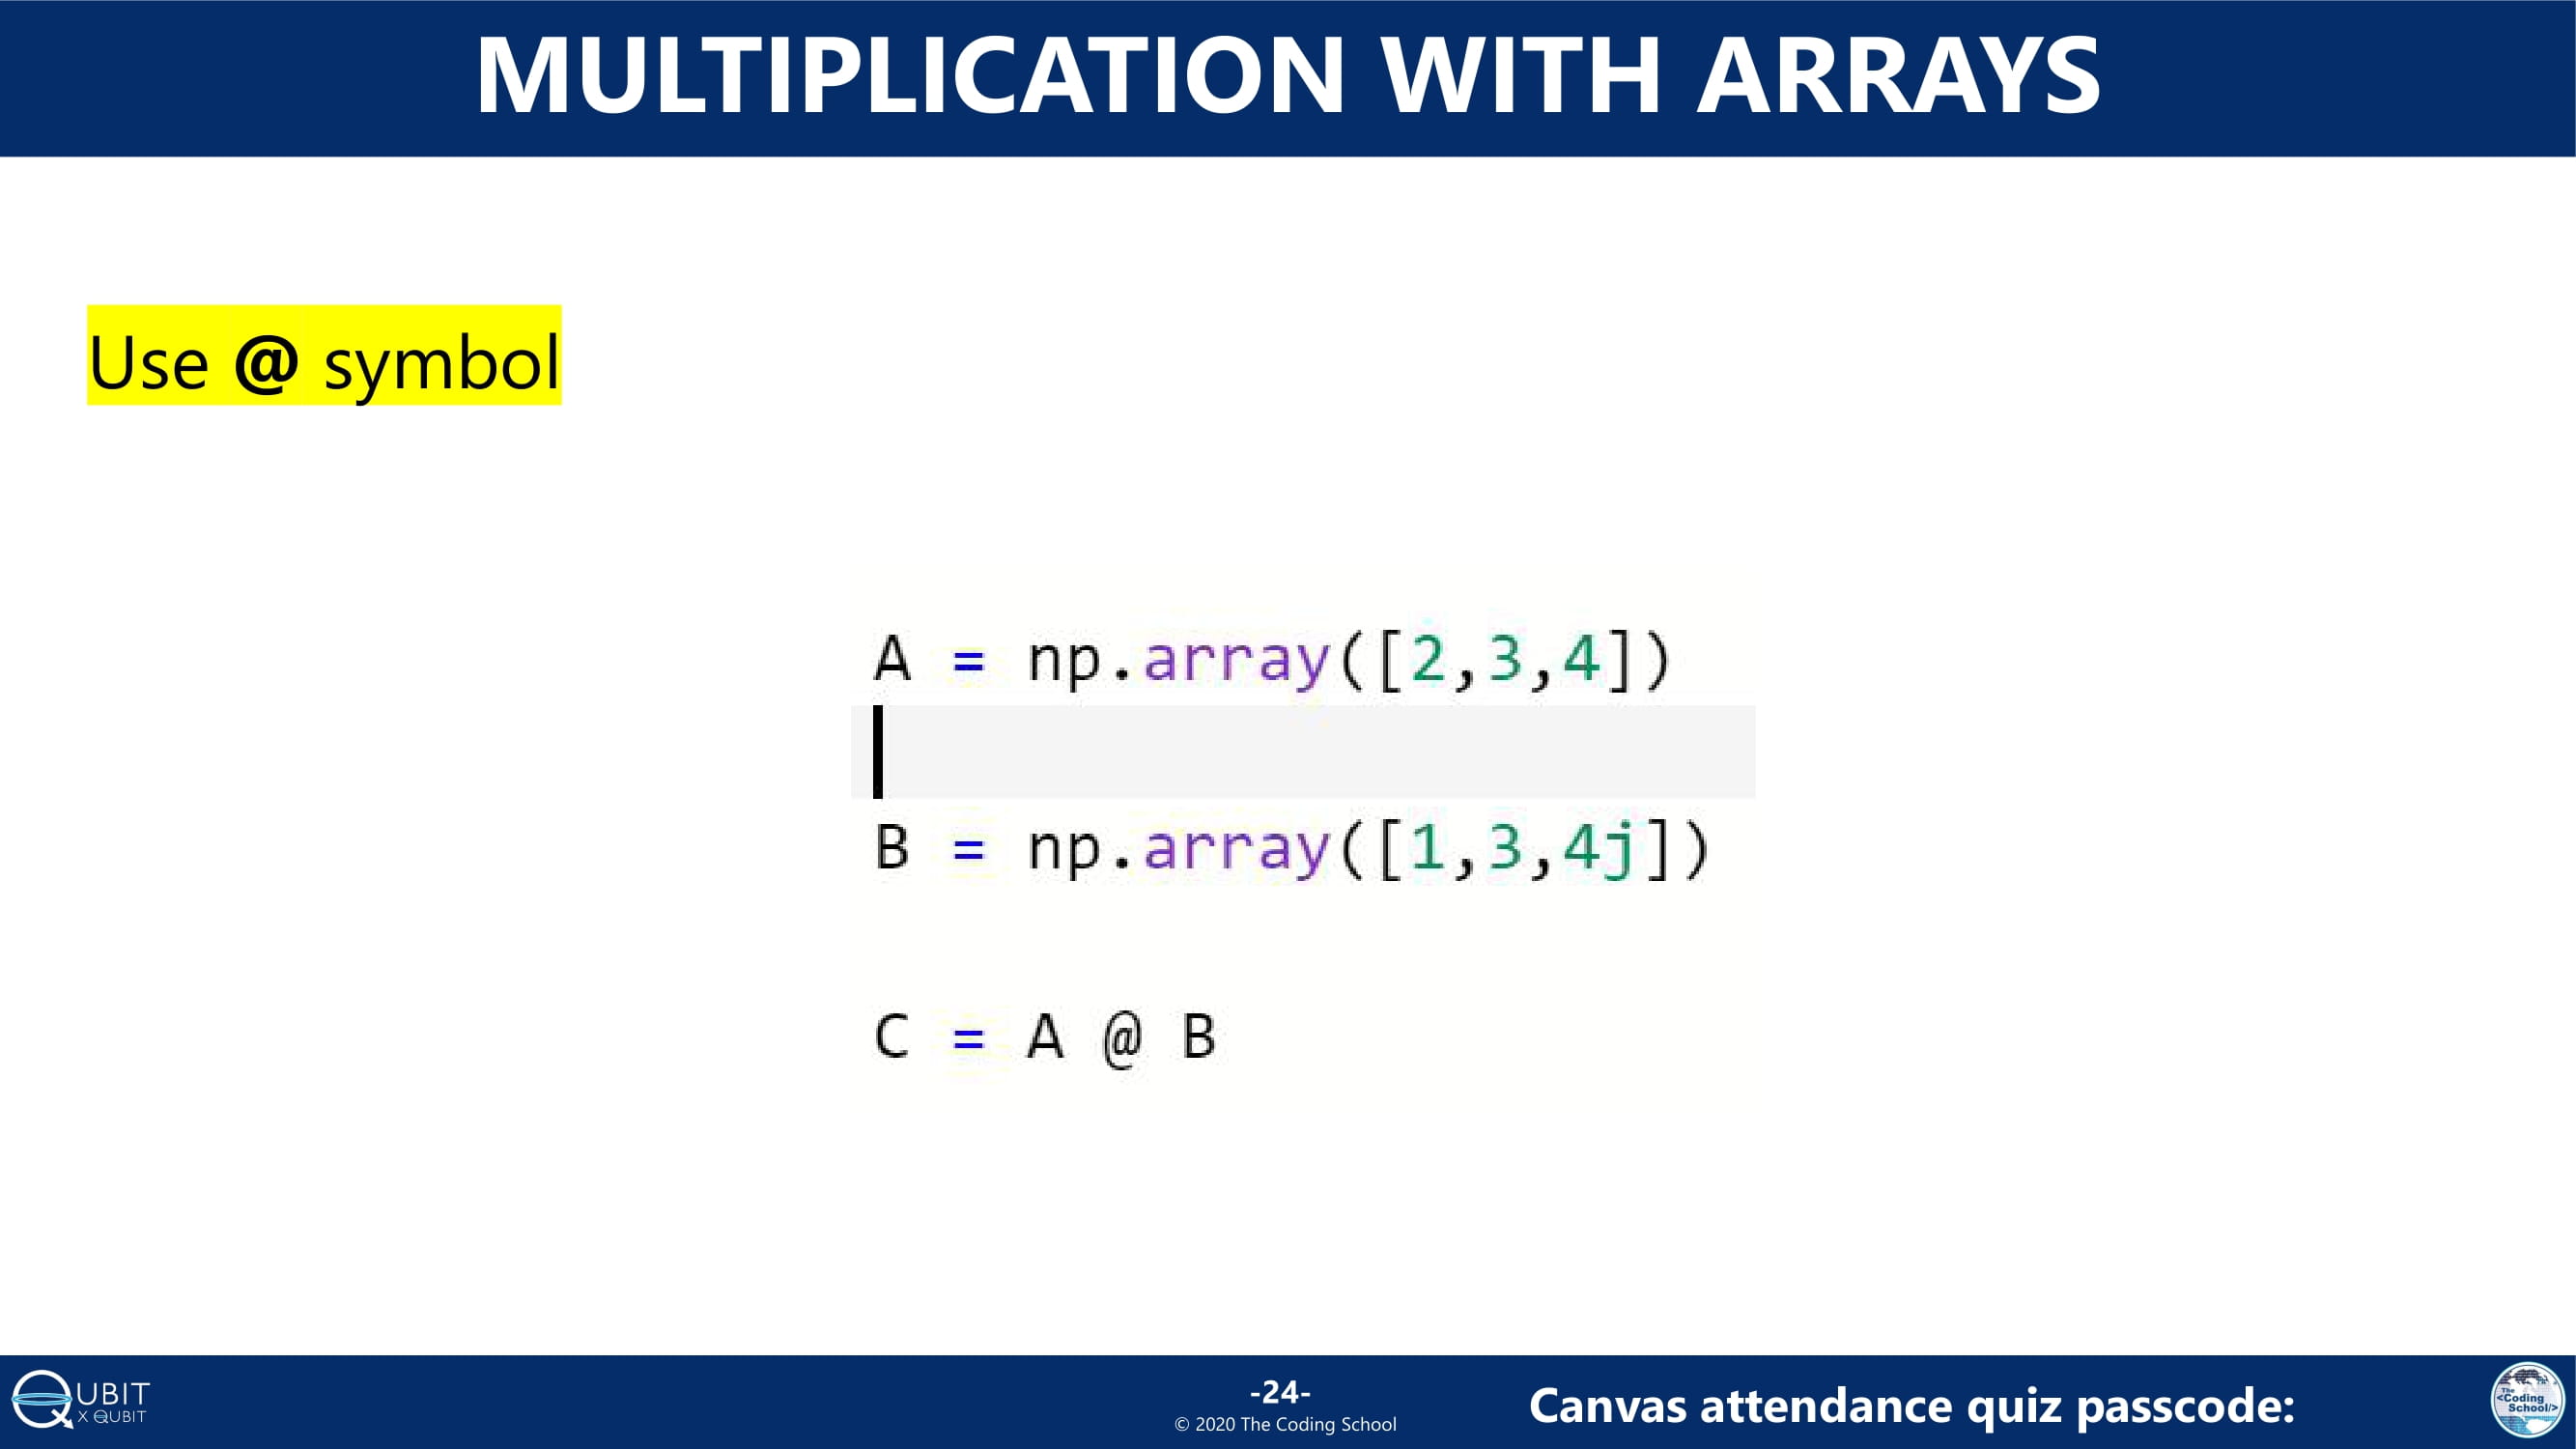 MULTIPLICATION WITH ARRAYS
Use @ symbol
A = np.array([2,3,4])
B = np.array([1,3,4j])
C = A @ B
QUBIT
X QUBIT
-24-
© 2020 The Coding School
Canvas attendance quiz passcode:
The
<Coding
School/>